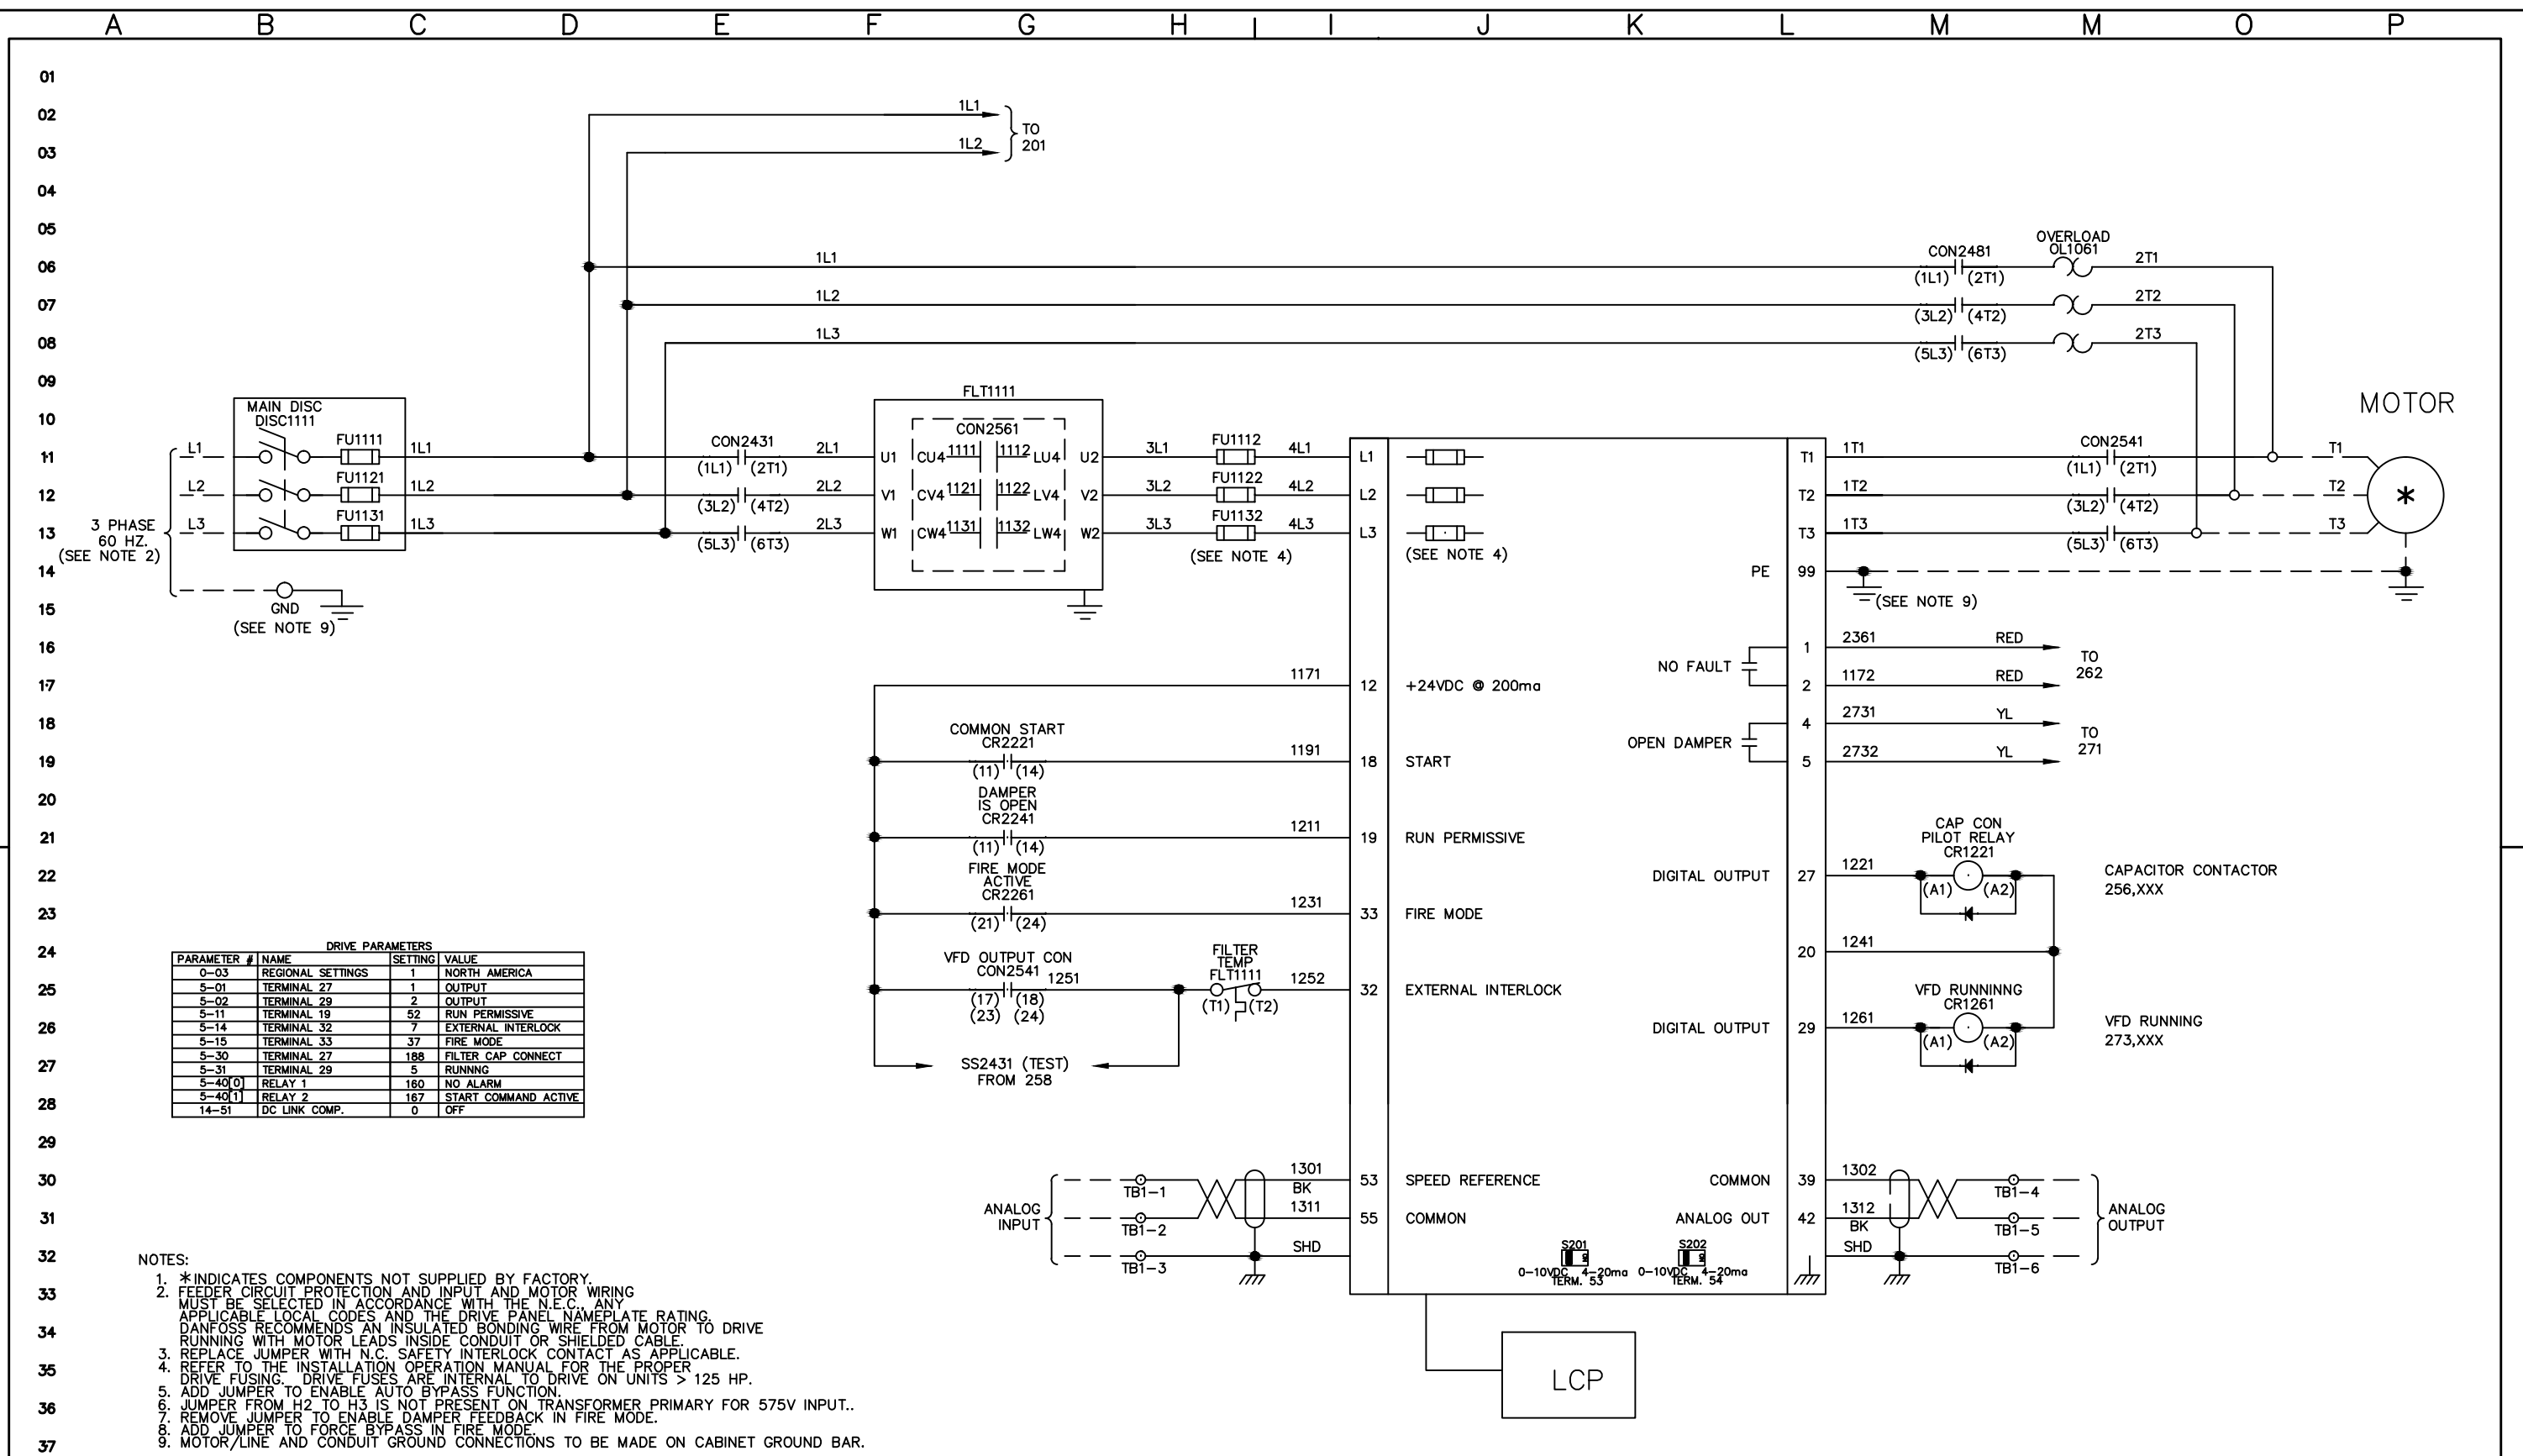 A B C D E F G H I J K L M M O P
01
02 1L1
TO
201
03 1L2
04
05
OVERLOAD
OL1061
CON2481
06 1L1 (1L1) (2T1) 2T1
07 1L2 (3L2) (4T2) 2T2
08 1L3 (5L3) (6T3) 2T3
09
FLT1111
MOTOR
10
MAIN DISC
DISC1111
CON2561
11 L1 FU1111 1L1 CON2431 (1L1) (2T1) 2L1 U1 CU4 1111 1112 LU4 U2 3L1 FU1112 4L1 L1 T1 1T1 CON2541 (1L1) (2T1) T1
12 L2 FU1121 1L2 (3L2) (4T2) 2L2 V1 CV4 1121 1122 LV4 V2 3L2 FU1122 4L2 L2 T2 1T2 (3L2) (4T2) T2 *
13 L3 FU1131 1L3 (5L3) (6T3) 2L3 W1 CW4 1131 1132 LW4 W2 3L3 FU1132 4L3 L3 T3 1T3 (5L3) (6T3) T3
3 PHASE
60 HZ.
(SEE NOTE 2)
(SEE NOTE 4)
(SEE NOTE 4)
14 PE 99
(SEE NOTE 9)
15 GND
(SEE NOTE 9)
16 1 2361 RED
NO FAULT
TO
262
17 1171 12 +24VDC @ 200ma 2 1172 RED
18 4 2731 YL
COMMON START
CR2221
OPEN DAMPER
TO
271
19 (11) (14) 1191 18 START 5 2732 YL
20
DAMPER
IS OPEN
CR2241
21 (11) (14) 1211 19 RUN PERMISSIVE
CAP CON
PILOT RELAY
CR1221
22 DIGITAL OUTPUT 27 1221 (A1) (A2)
CAPACITOR CONTACTOR
256,XXX
FIRE MODE
ACTIVE
CR2261
23 (21) (24) 1231 33 FIRE MODE
24 20 1241
VFD OUTPUT CON
CON2541 1251
FILTER
TEMP
FLT1111
25 (17) (18)
(23) (24)
(T1) (T2) 1252 32 EXTERNAL INTERLOCK
VFD RUNNINNG
CR1261
26 DIGITAL OUTPUT 29 1261 (A1) (A2)
VFD RUNNING
273,XXX
27 SS2431 (TEST)
FROM 258
28
DRIVE PARAMETERS
PARAMETER # NAME SETTING VALUE
0-03 REGIONAL SETTINGS 1 NORTH AMERICA
5-01 TERMINAL 27 1 OUTPUT
5-02 TERMINAL 29 2 OUTPUT
5-11 TERMINAL 19 52 RUN PERMISSIVE
5-14 TERMINAL 32 7 EXTERNAL INTERLOCK
5-15 TERMINAL 33 37 FIRE MODE
5-30 TERMINAL 27 188 FILTER CAP CONNECT
5-31 TERMINAL 29 5 RUNNNG
5-40[0] RELAY 1 160 NO ALARM
5-40[1] RELAY 2 167 START COMMAND ACTIVE
14-51 DC LINK COMP. 0 OFF
29
30 TB1-1 1301 BK 53 SPEED REFERENCE COMMON 39 1302 TB1-4
ANALOG
INPUT
ANALOG
OUTPUT
31 TB1-2 1311 55 COMMON ANALOG OUT 42 1312 BK TB1-5
32 TB1-3 SHD SHD TB1-6
S201 S202
0-10VDC 4-20ma 0-10VDC 4-20ma
TERM. 53 TERM. 54
33
34
35
36
37
LCP
NOTES:
1. *INDICATES COMPONENTS NOT SUPPLIED BY FACTORY.
2. FEEDER CIRCUIT PROTECTION AND INPUT AND MOTOR WIRING
MUST BE SELECTED IN ACCORDANCE WITH THE N.E.C., ANY
APPLICABLE LOCAL CODES AND THE DRIVE PANEL NAMEPLATE RATING.
DANFOSS RECOMMENDS AN INSULATED BONDING WIRE FROM MOTOR TO DRIVE
RUNNING WITH MOTOR LEADS INSIDE CONDUIT OR SHIELDED CABLE.
3. REPLACE JUMPER WITH N.C. SAFETY INTERLOCK CONTACT AS APPLICABLE.
4. REFER TO THE INSTALLATION OPERATION MANUAL FOR THE PROPER
DRIVE FUSING. DRIVE FUSES ARE INTERNAL TO DRIVE ON UNITS > 125 HP.
5. ADD JUMPER TO ENABLE AUTO BYPASS FUNCTION.
6. JUMPER FROM H2 TO H3 IS NOT PRESENT ON TRANSFORMER PRIMARY FOR 575V INPUT..
7. REMOVE JUMPER TO ENABLE DAMPER FEEDBACK IN FIRE MODE.
8. ADD JUMPER TO FORCE BYPASS IN FIRE MODE.
9. MOTOR/LINE AND CONDUIT GROUND CONNECTIONS TO BE MADE ON CABINET GROUND BAR.